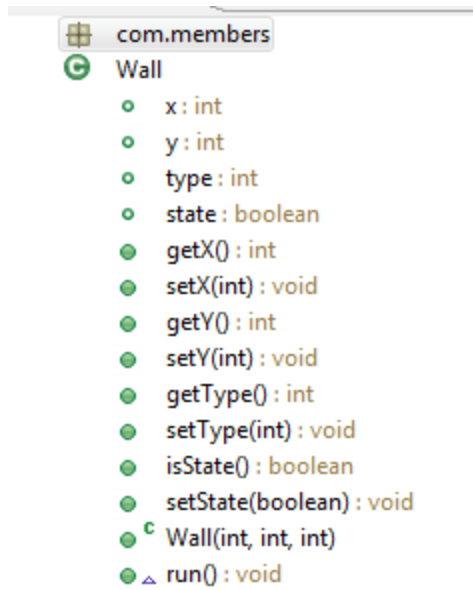 com.members
Wall
x : int
y : int
type : int
state : boolean
getX() : int
setX(int) : void
getY() : int
setY(int) : void
getType() : int
setType(int) : void
isState() : boolean
setState(boolean) : void
Wall(int, int, int)
run() : void